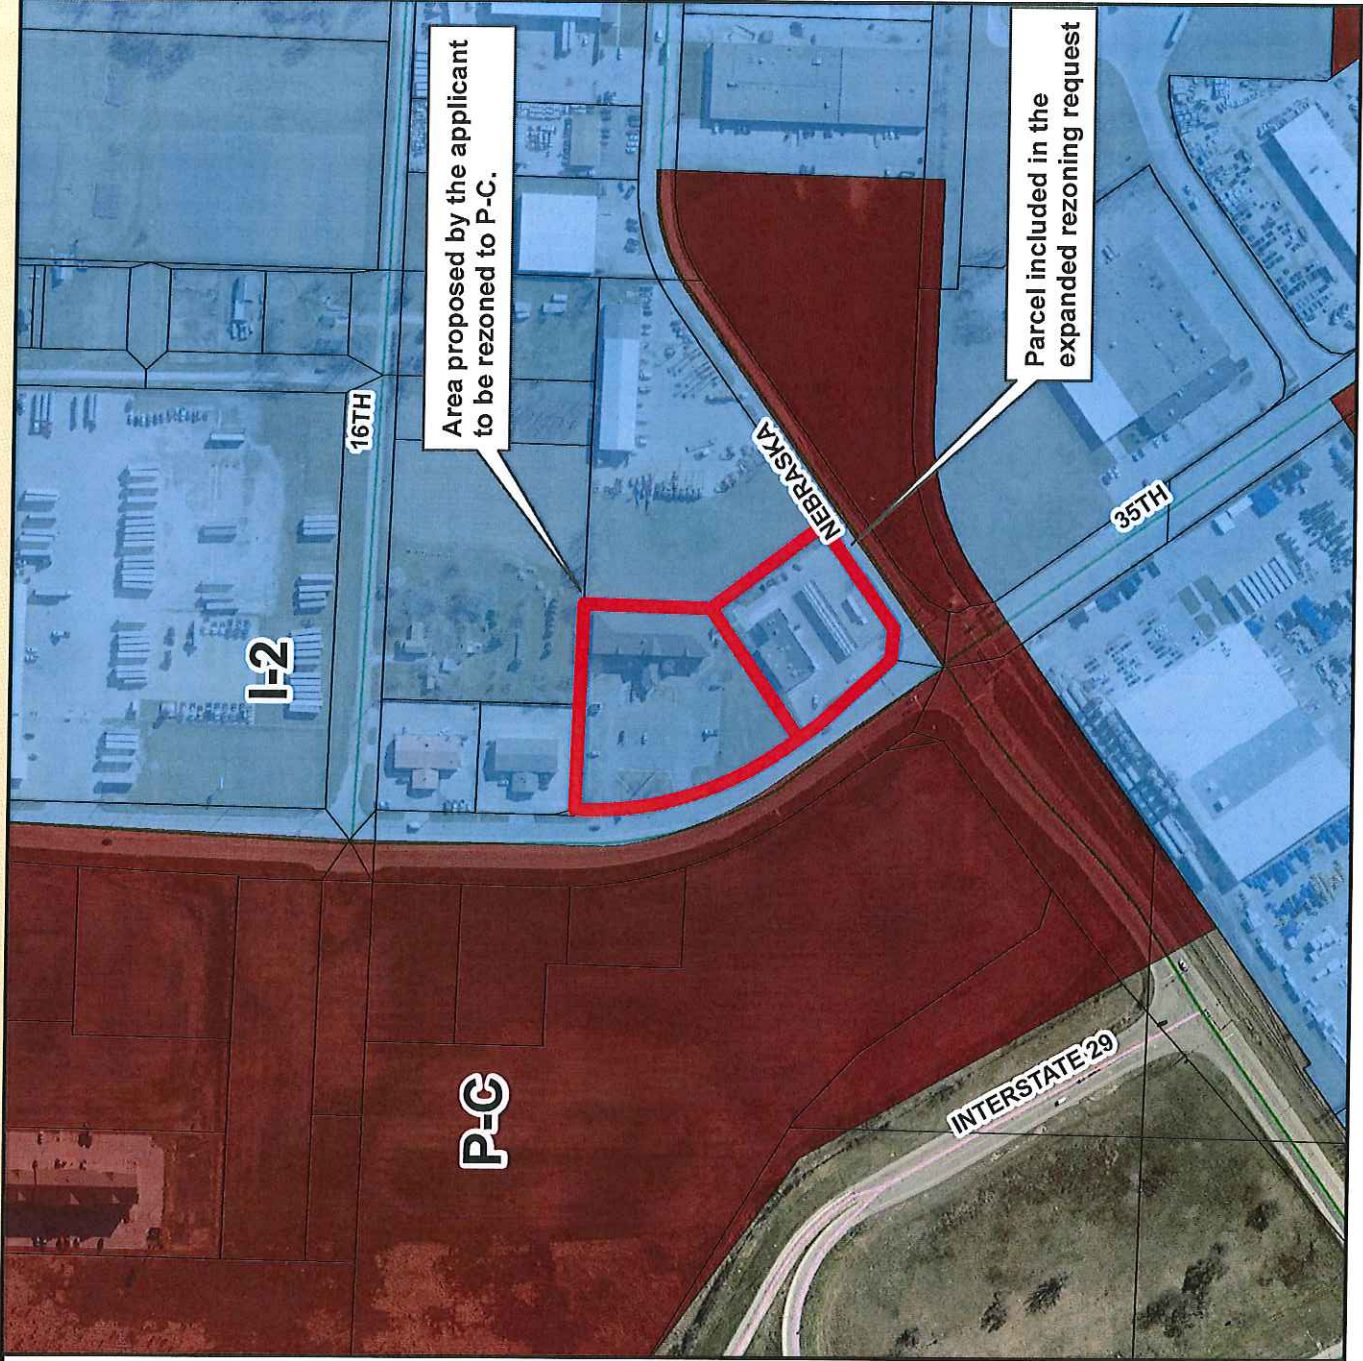 Area proposed by the applicant
to be rezoned to P-C.
Parcel included in the
expanded rezoning request
16TH
I-2
NEBRASKA
35TH
P-C
INTERSTATE 29